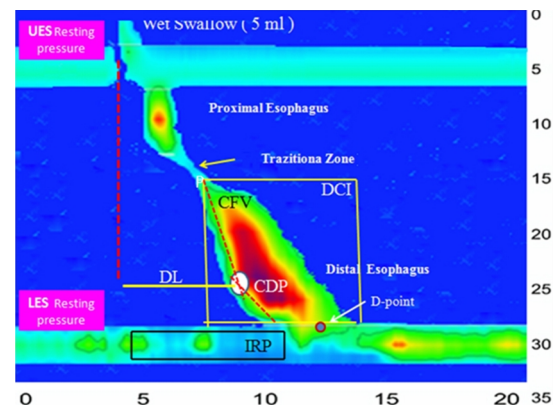 Wet Swallow ( 5 ml )
UES Resting
pressure
Proximal Esophagus
Trazitiona Zone
DCI
CFV
DL
CDP
Distal Esophagus
D-point
LES Resting
pressure
IRP
0
5
10
15
20
25
30
35
0
5
10
15
20